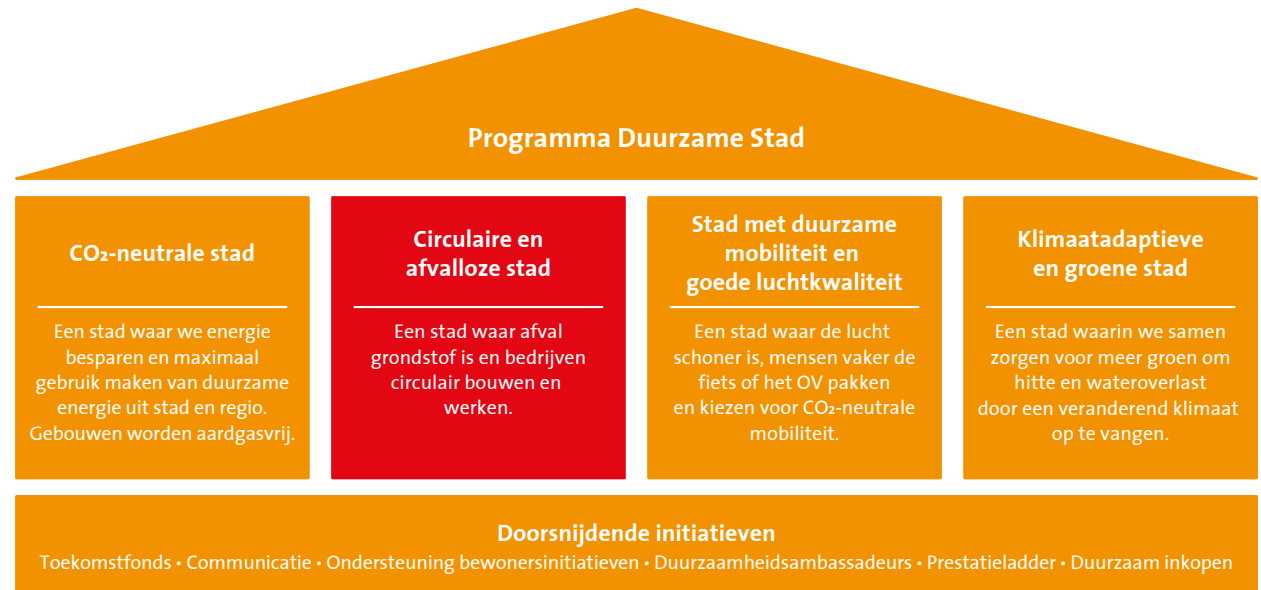 Programma Duurzame Stad
CO₂-neutrale stad
Een stad waar we energie
besparen en maximaal
gebruik maken van duurzame
energie uit stad en regio.
Gebouwen worden aardgasvrij.
Circulaire en
afvalloze stad
Een stad waar afval
grondstof is en bedrijven
circulair bouwen en
werken.
Stad met duurzame
mobiliteit en
goede luchtkwaliteit
Een stad waar de lucht
schoner is, mensen vaker de
fiets of het OV pakken
en kiezen voor CO₂-neutrale
mobiliteit.
Klimaatadaptieve
en groene stad
Een stad waarin we samen
zorgen voor meer groen om
hitte en wateroverlast
door een veranderend klimaat
op te vangen.
Doorsnijdende initiatieven
Toekomstfonds • Communicatie • Ondersteuning bewonersinitiatieven • Duurzaamheidsambassadeurs • Prestatieladder • Duurzaam inkopen